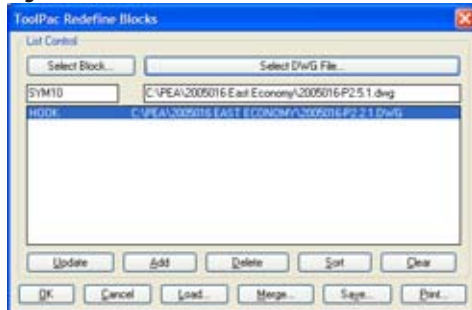 ToolPac Redefine Blocks
List Control
Select Block... Select DWG File...
SYM10 C:\PEA\2005016 East Economy\2005016-P2.5.1.dwg
HOOK C:\PEA\2005016 EAST ECONOMY\2005016-P2.2.1.DWG
Update Add Delete Sort Clear
OK Cancel Load... Merge... Save... Print...